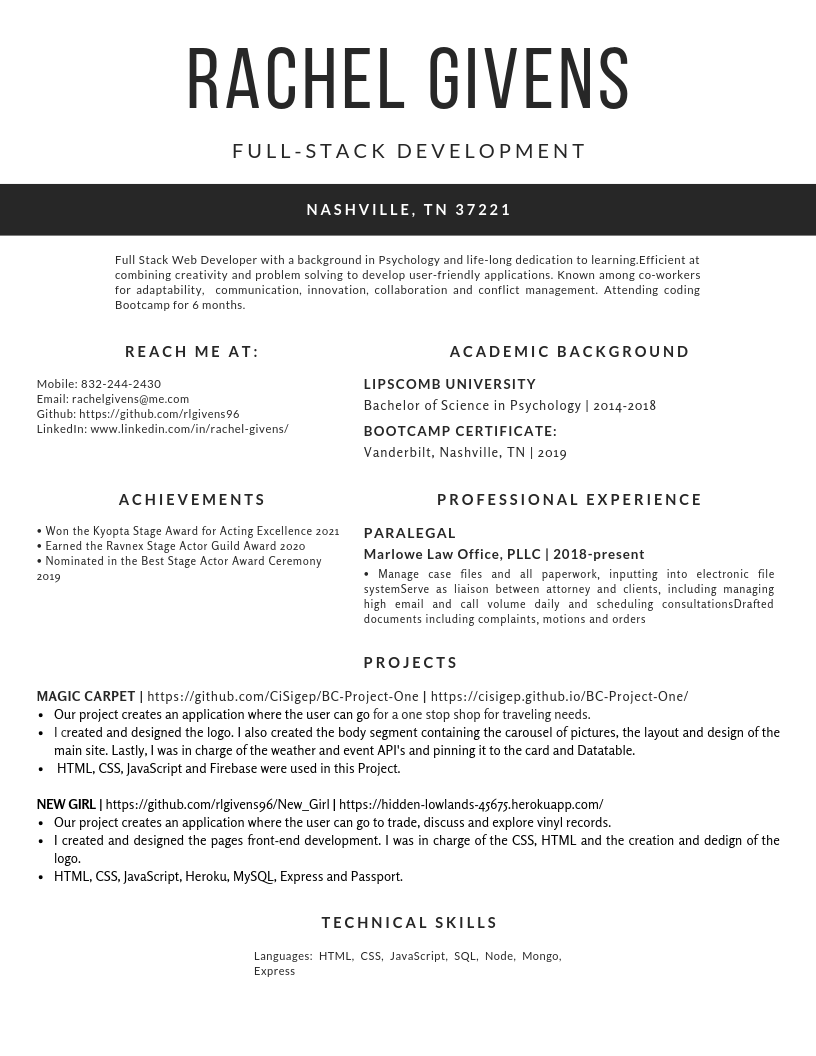 RACHEL GIVENS
FULL-STACK DEVELOPMENT
NASHVILLE, TN 37221
Full Stack Web Developer with a background in Psychology and life-long dedication to learning.Efficient at
combining creativity and problem solving to develop user-friendly applications. Known among co-workers
for adaptability, communication, innovation, collaboration and conflict management. Attending coding
Bootcamp for 6 months.
REACH ME AT:
Mobile: 832-244-2430
Email: rachelgivens@me.com
Github: https://github.com/rlgivens96
LinkedIn: www.linkedin.com/in/rachel-givens/
ACADEMIC BACKGROUND
LIPSCOMB UNIVERSITY
Bachelor of Science in Psychology | 2014-2018
BOOTCAMP CERTIFICATE:
Vanderbilt, Nashville, TN | 2019
ACHIEVEMENTS
• Won the Kyopta Stage Award for Acting Excellence 2021
• Earned the Ravnex Stage Actor Guild Award 2020
• Nominated in the Best Stage Actor Award Ceremony
2019
PROFESSIONAL EXPERIENCE
PARALEGAL
Marlowe Law Office, PLLC | 2018-present
• Manage case files and all paperwork, inputting into electronic file
systemServe as liaison between attorney and clients, including managing
high email and call volume daily and scheduling consultationsDrafted
documents including complaints, motions and orders
PROJECTS
MAGIC CARPET | https://github.com/CiSigep/BC-Project-One | https://cisigep.github.io/BC-Project-One/
• Our project creates an application where the user can go for a one stop shop for traveling needs.
• I created and designed the logo. I also created the body segment containing the carousel of pictures, the layout and design of the
main site. Lastly, I was in charge of the weather and event API's and pinning it to the card and Datatable.
• HTML, CSS, JavaScript and Firebase were used in this Project.
NEW GIRL | https://github.com/rlgivens96/New_Girl | https://hidden-lowlands-45675.herokuapp.com/
• Our project creates an application where the user can go to trade, discuss and explore vinyl records.
• I created and designed the pages front-end development. I was in charge of the CSS, HTML and the creation and dedign of the
logo.
• HTML, CSS, JavaScript, Heroku, MySQL, Express and Passport.
TECHNICAL SKILLS
Languages: HTML, CSS, JavaScript, SQL, Node, Mongo,
Express